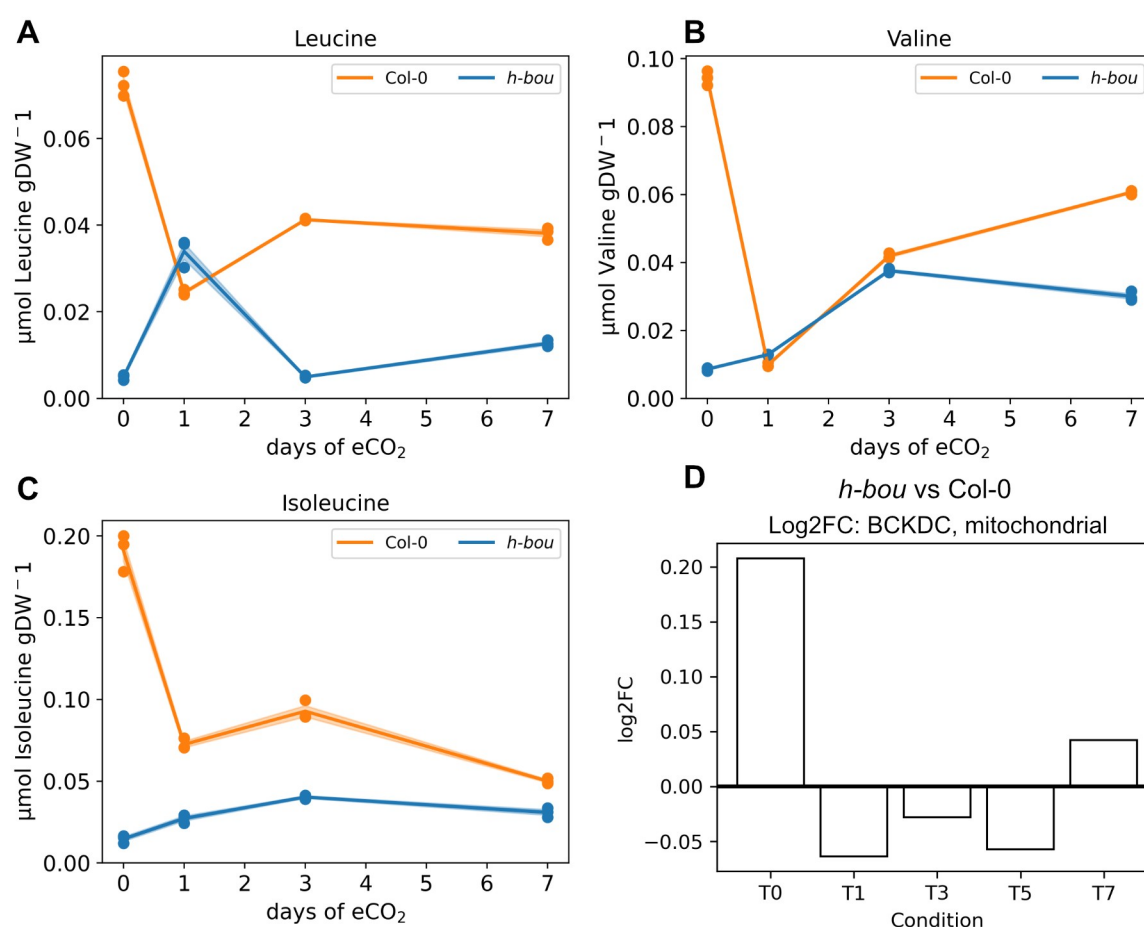 A
Leucine
Col-0
h-bou
μmol Leucine gDW⁻1
0.06
0.04
0.02
0.00
0 1 2 3 4 5 6 7
days of eCO₂
B
Valine
Col-0
h-bou
μmol Valine gDW⁻1
0.10
0.08
0.06
0.04
0.02
0.00
0 1 2 3 4 5 6 7
days of eCO₂
C
Isoleucine
Col-0
h-bou
μmol Isoleucine gDW⁻1
0.20
0.15
0.10
0.05
0.00
0 1 2 3 4 5 6 7
days of eCO₂
D
h-bou vs Col-0
Log2FC: BCKDC, mitochondrial
log2FC
0.20
0.15
0.10
0.05
0.00
−0.05
T0 T1 T3 T5 T7
Condition